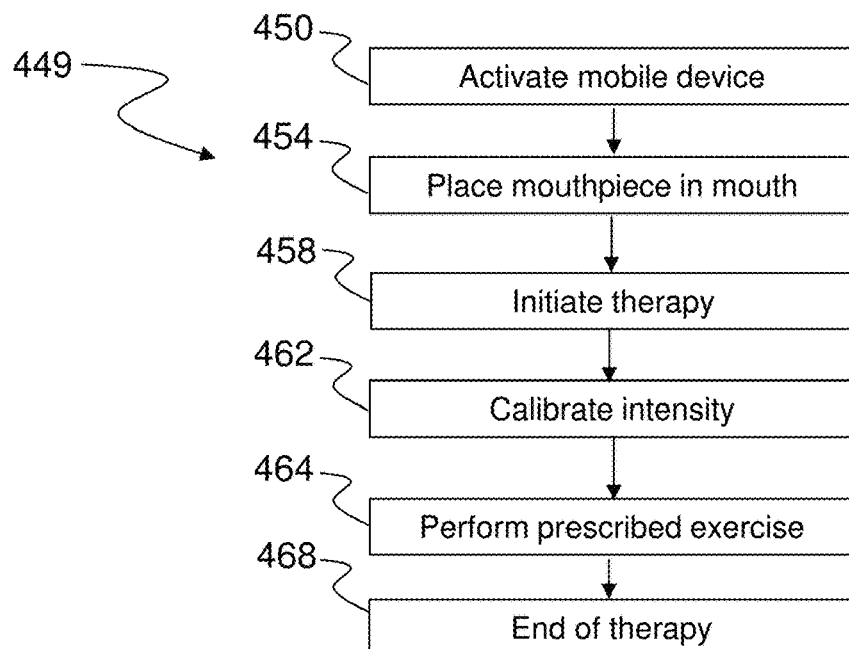 450
Activate mobile device
449
454
Place mouthpiece in mouth
458
Initiate therapy
462
Calibrate intensity
464
Perform prescribed exercise
468
End of therapy